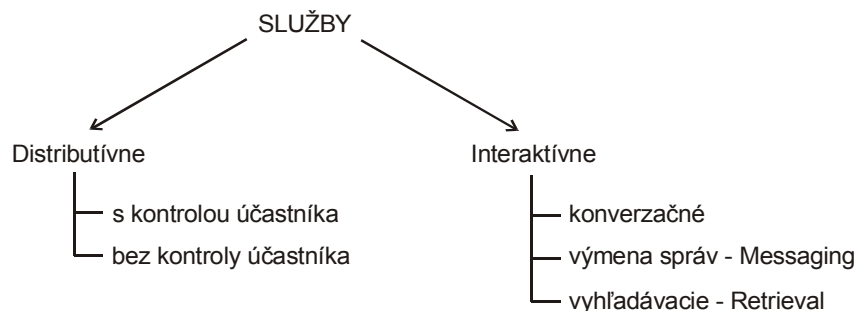 SLUŽBY
Distributívne
s kontrolou účastníka
bez kontroly účastníka
Interaktívne
konverzačné
výmena správ - Messaging
vyhľadávacie - Retrieval